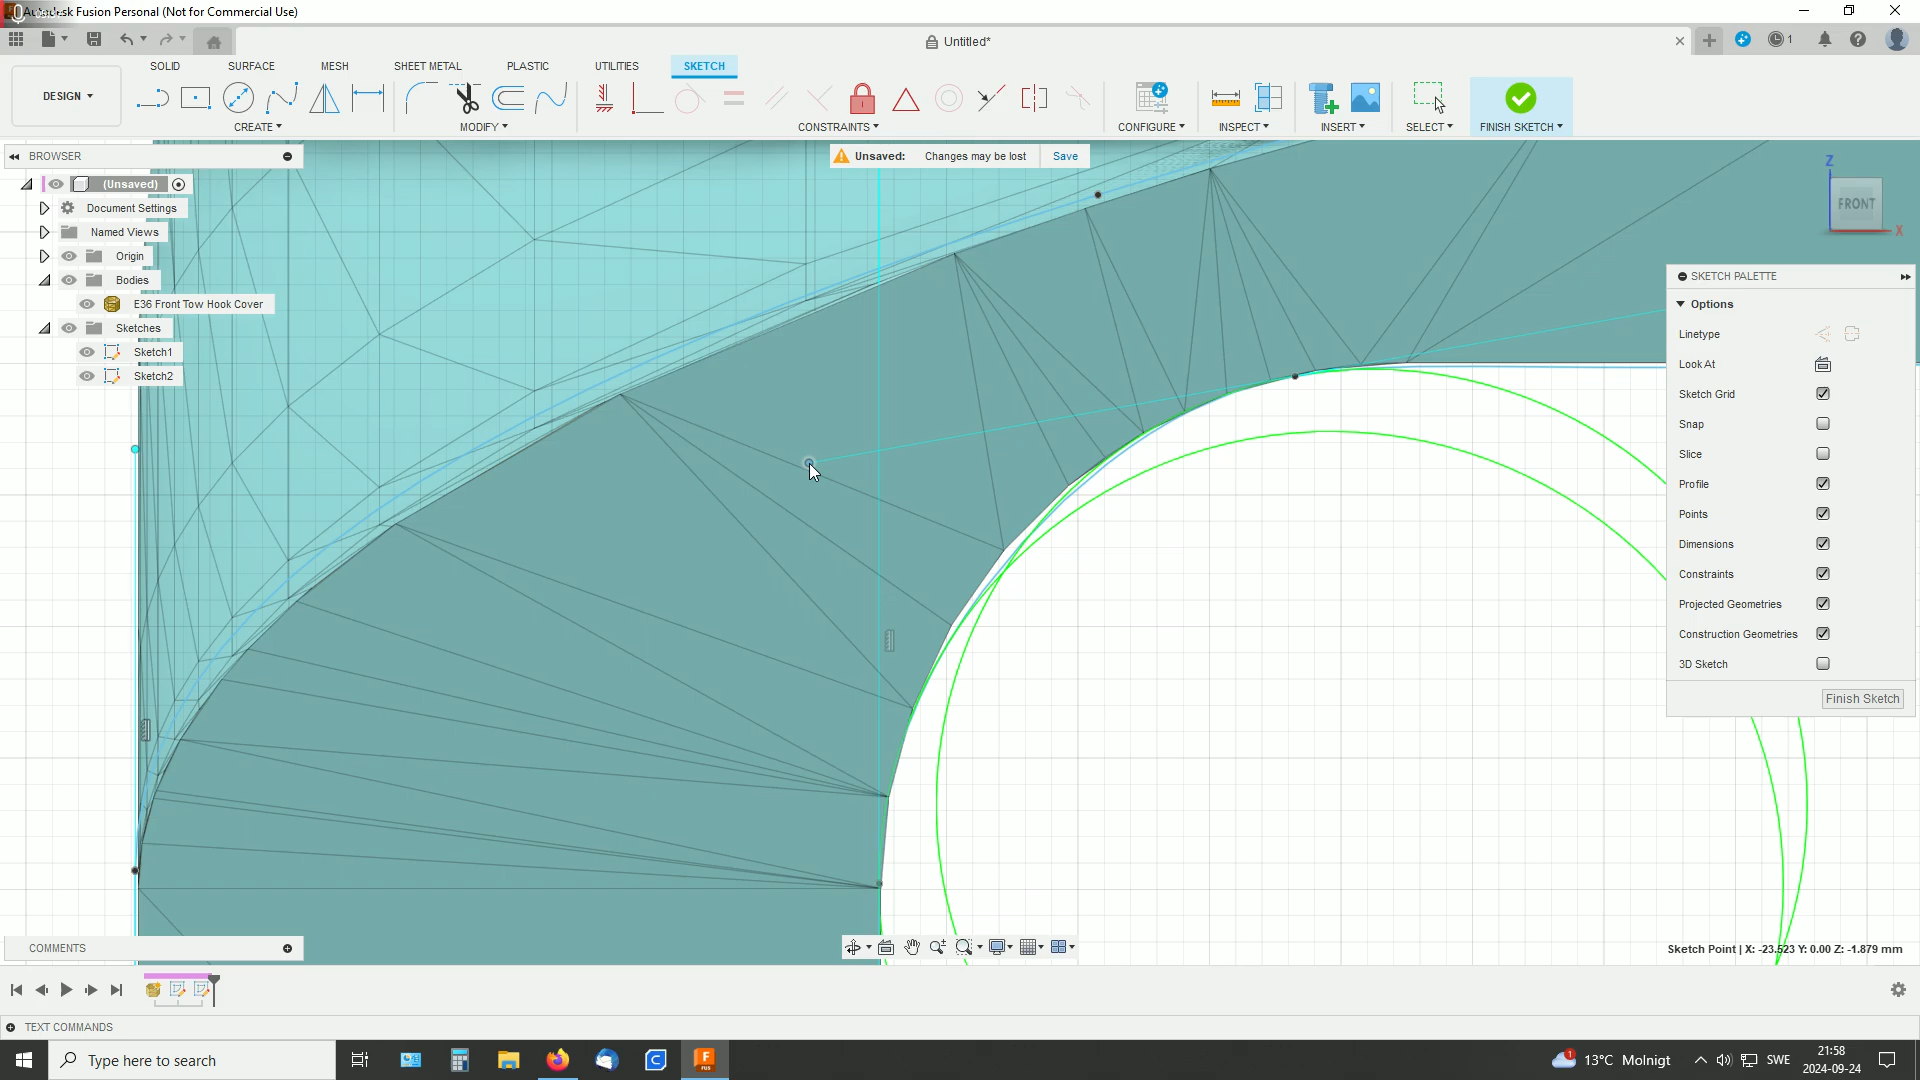 Autodesk Fusion Personal (Not for Commercial Use)
Untitled*
1
DESIGN
SOLID
SURFACE
MESH
SHEET METAL
PLASTIC
UTILITIES
SKETCH
CREATE
MODIFY
CONSTRAINTS
CONFIGURE
INSPECT
INSERT
SELECT
FINISH SKETCH
BROWSER
Unsaved: Changes may be lost Save
(Unsaved)
Document Settings
Named Views
Origin
Bodies
E36 Front Tow Hook Cover
Sketches
Sketch1
Sketch2
Z
FRONT
X
SKETCH PALETTE
Options
Linetype
Look At
Sketch Grid
Snap
Slice
Profile
Points
Dimensions
Constraints
Projected Geometries
Construction Geometries
3D Sketch
Finish Sketch
COMMENTS
Sketch Point | X: -23.523 Y: 0.00 Z: -1.879 mm
TEXT COMMANDS
Type here to search
F
FUS
1
13°C Molnigt
SWE
21:58
2024-09-24